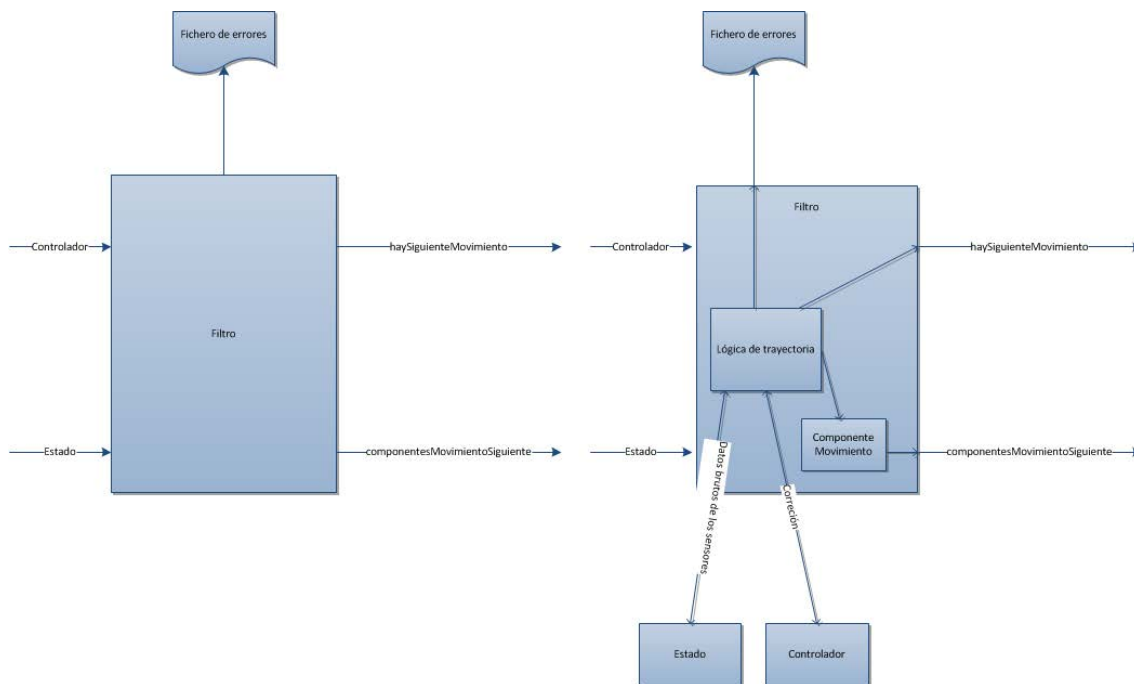 Fichero de errores
Controlador
haySiguienteMovimiento
Filtro
Estado
componentesMovimientoSiguiente
Fichero de errores
Filtro
Controlador
haySiguienteMovimiento
Lógica de trayectoria
Componente
Movimiento
Estado
componentesMovimientoSiguiente
Datos brutos de los sensores
Correción
Estado
Controlador